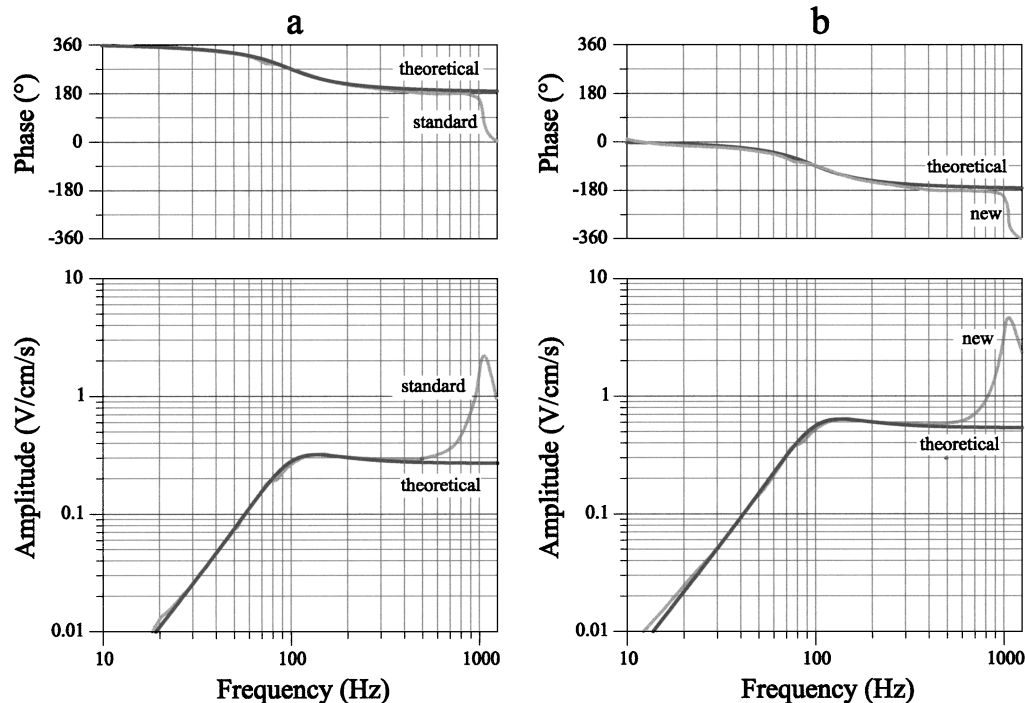 a
360
180
0
-180
-360
Phase (°)
theoretical
standard
10
1
0.1
0.01
Amplitude (V/cm/s)
standard
theoretical
10
100
1000
Frequency (Hz)
b
360
180
0
-180
-360
Phase (°)
theoretical
new
10
1
0.1
0.01
Amplitude (V/cm/s)
new
theoretical
10
100
1000
Frequency (Hz)